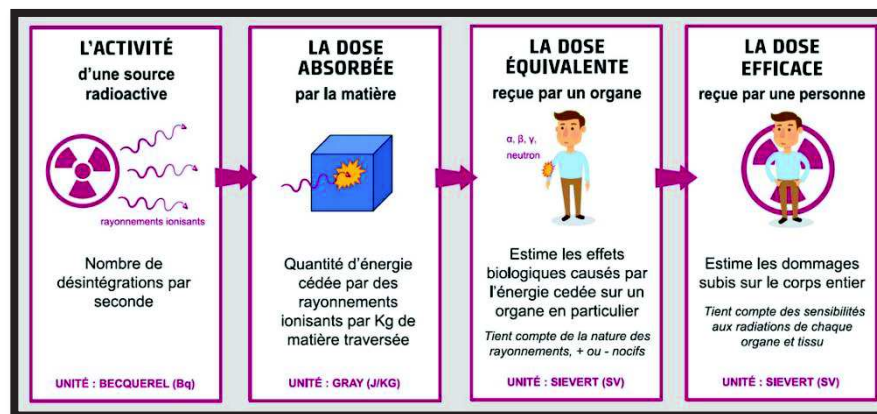 L'ACTIVITÉ
d'une source
radioactive
rayonnements ionisants
Nombre de
désintégrations par
seconde
UNITÉ : BECQUEREL (Bq)
LA DOSE
ABSORBÉE
par la matière
Quantité d'énergie
cédée par des
rayonnements
ionisants par Kg de
matière traversée
UNITÉ : GRAY (J/KG)
LA DOSE
ÉQUIVALENTE
reçue par un organe
α, β, γ,
neutron
Estime les effets
biologiques causés par
l'énergie cedée sur un
organe en particulier
Tient compte de la nature des
rayonnements, + ou - nocifs
UNITÉ : SIEVERT (SV)
LA DOSE
EFFICACE
reçue par une personne
Estime les dommages
subis sur le corps entier
Tient compte des sensibilités
aux radiations de chaque
organe et tissu
UNITÉ : SIEVERT (SV)